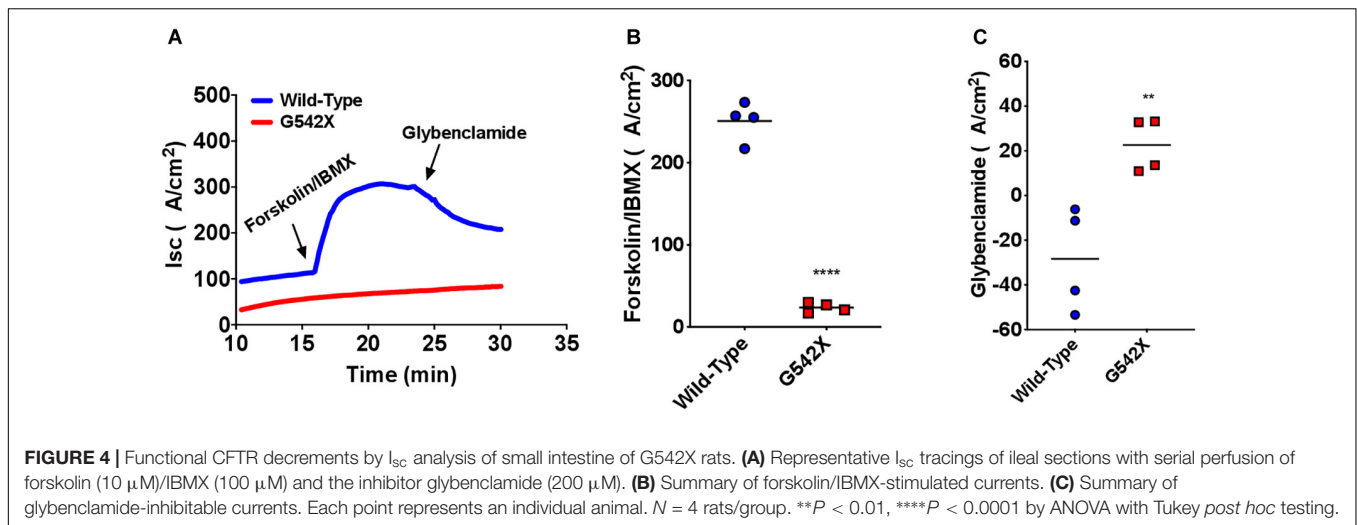 A
500
400
300
200
100
0
Isc ( A/cm²)
Wild-Type
G542X
Forskolin/IBMX
Glybenclamide
10 15 20 25 30 35
Time (min)
B
300
200
100
0
Forskolin/IBMX ( A/cm²)
****
Wild-Type
G542X
C
60
40
20
0
-20
-40
-60
Glybenclamide ( A/cm²)
**
Wild-Type
G542X
FIGURE 4 | Functional CFTR decrements by Isc analysis of small intestine of G542X rats. (A) Representative Isc tracings of ileal sections with serial perfusion of
forskolin (10 μM)/IBMX (100 μM) and the inhibitor glybenclamide (200 μM). (B) Summary of forskolin/IBMX-stimulated currents. (C) Summary of
glybenclamide-inhibitable currents. Each point represents an individual animal. N = 4 rats/group. **P < 0.01, ****P < 0.0001 by ANOVA with Tukey post hoc testing.